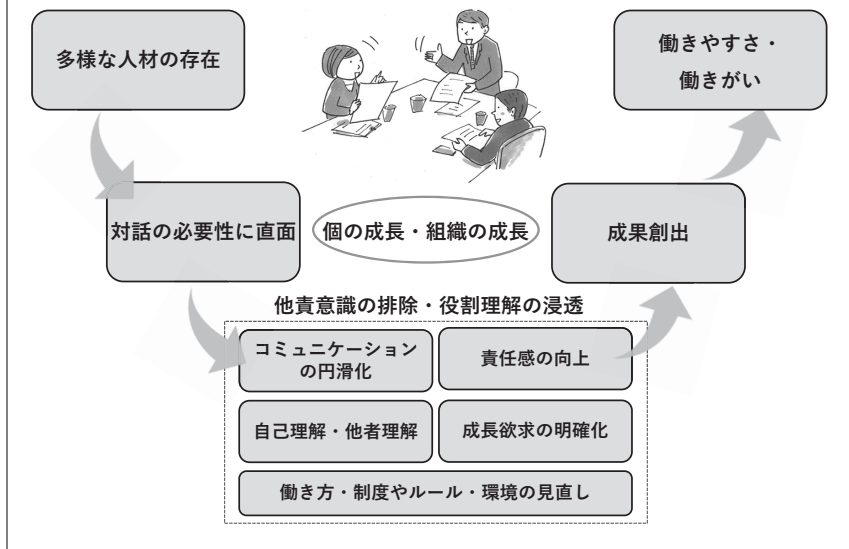 多様な人材の存在
働きやすさ・
働きがい
対話の必要性に直面
個の成長・組織の成長
成果創出
他責意識の排除・役割理解の浸透
コミュニケーション
の円滑化
責任感の向上
自己理解・他者理解
成長欲求の明確化
働き方・制度やルール・環境の見直し